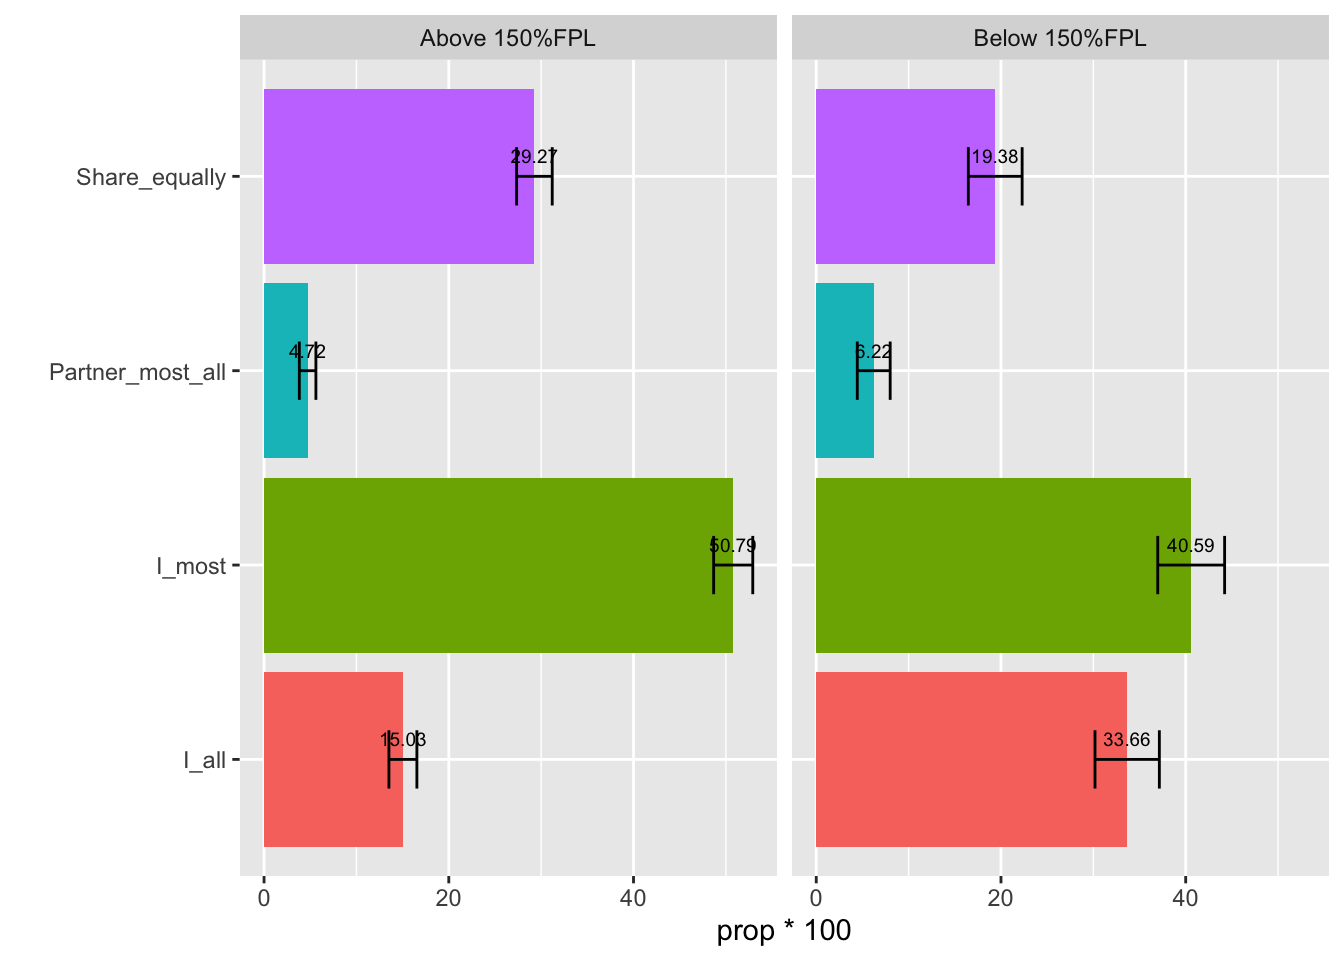 Above 150%FPL
Below 150%FPL
Share_equally
29.27
19.38
Partner_most_all
4.72
6.22
I_most
50.79
40.59
I_all
15.03
33.66
0
20
40
0
20
40
prop * 100